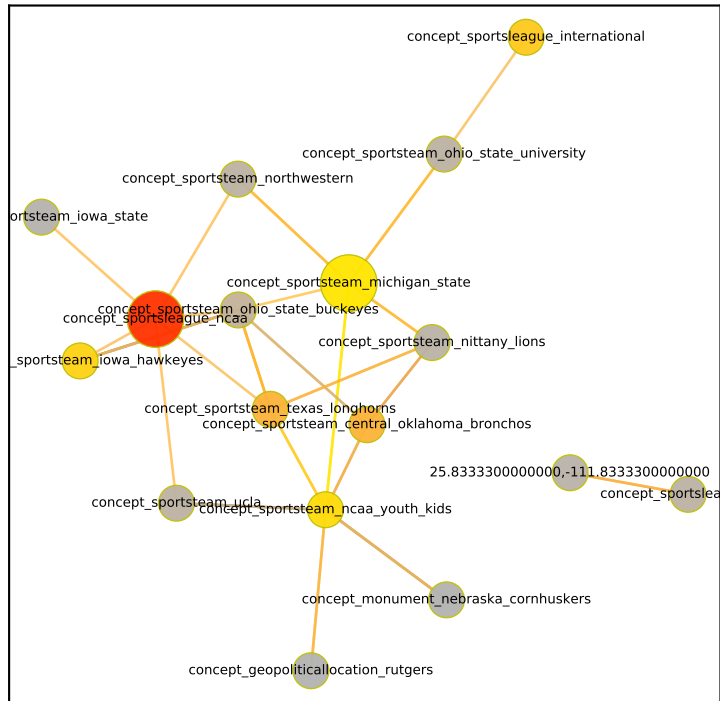 concept_sportsleague_international
concept_sportsteam_ohio_state_university
concept_sportsteam_northwestern
ortsteam_iowa_state
concept_sportsteam_michigan_state
concept_sportsteam_ohio_state_buckeyes
concept_sportsleague_ncaa
concept_sportsteam_nittany_lions
_sportsteam_iowa_hawkeyes
concept_sportsteam_texas_longhorns
concept_sportsteam_central_oklahoma_bronchos
25.8333300000000,-111.8333300000000
concept_sportslea
concept_sportsteam_ucla
concept_sportsteam_ncaa_youth_kids
concept_monument_nebraska_cornhuskers
concept_geopoliticallocation_rutgers